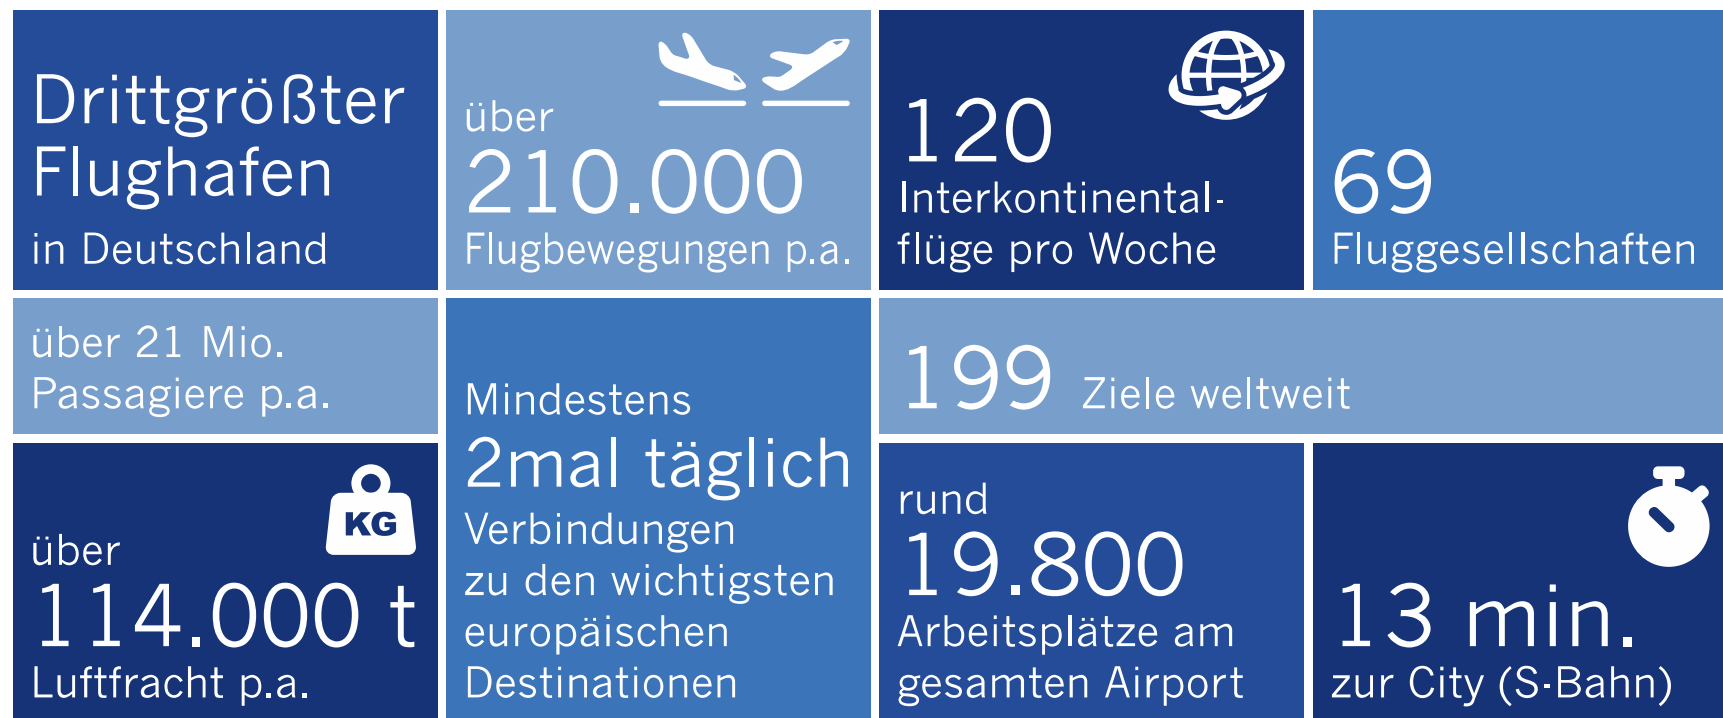 Drittgrößter
Flughafen
in Deutschland
über
210.000
Flugbewegungen p.a.
120
Interkontinental-
flüge pro Woche
69
Fluggesellschaften
über 21 Mio.
Passagiere p.a.
Mindestens
2mal täglich
Verbindungen
zu den wichtigsten
europäischen
Destinationen
199 Ziele weltweit
KG
über
114.000 t
Luftfracht p.a.
rund
19.800
Arbeitsplätze am
gesamten Airport
13 min.
zur City (S-Bahn)